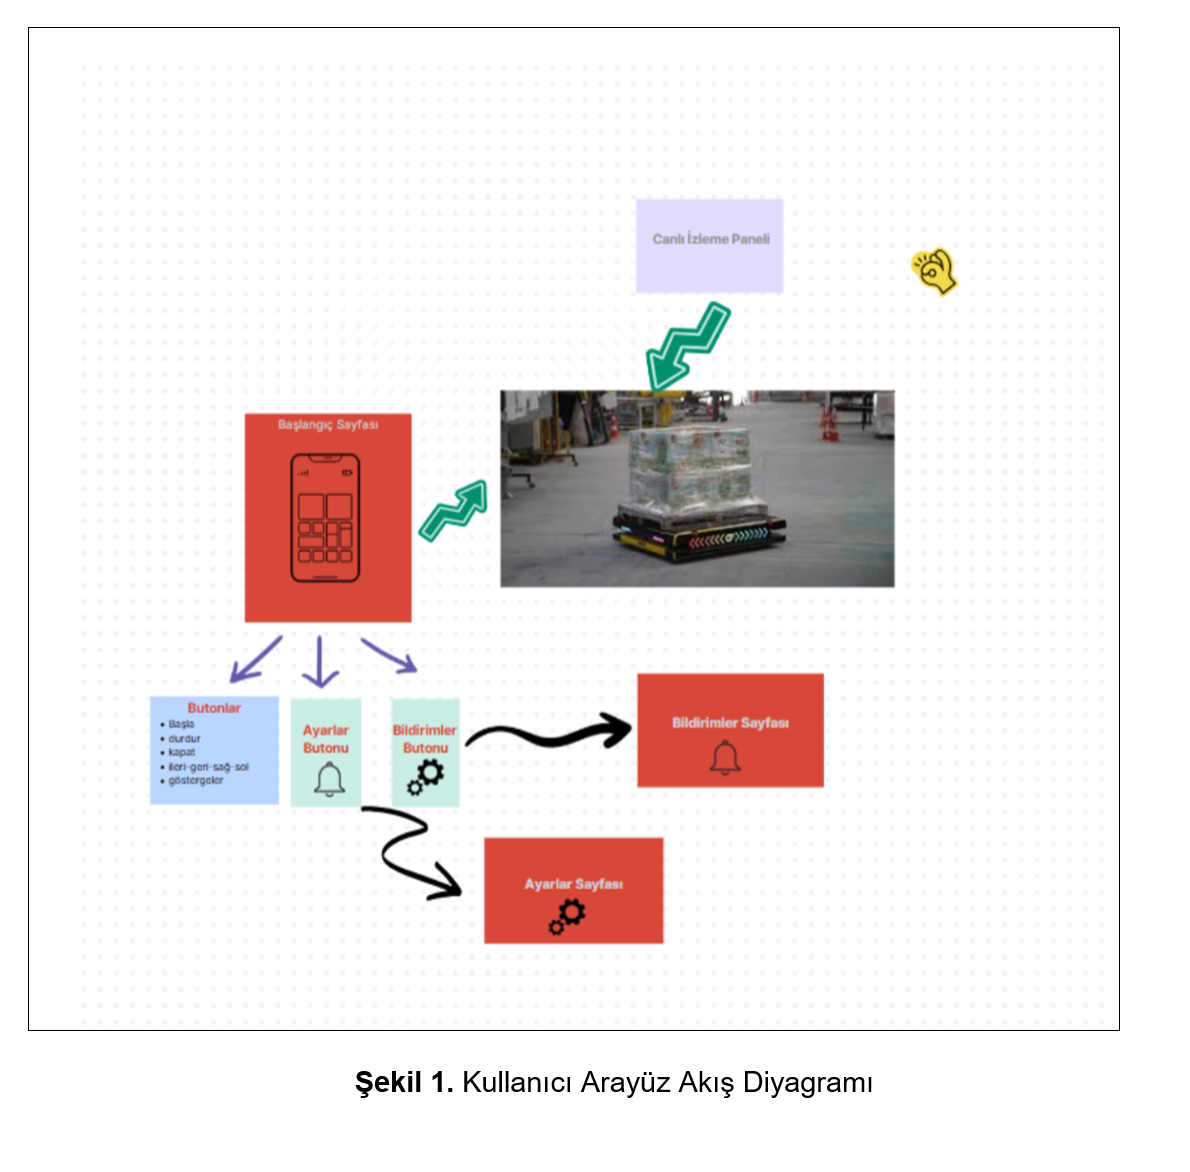 Canlı İzleme Paneli
Başlangıç Sayfası
Butonlar
• Başla
• durdur
• kapat
• ileri-geri-sağ-sol
• göstergeler
Ayarlar
Butonu
Bildirimler
Butonu
Bildirimler Sayfası
Ayarlar Sayfası
Şekil 1. Kullanıcı Arayüz Akış Diyagramı